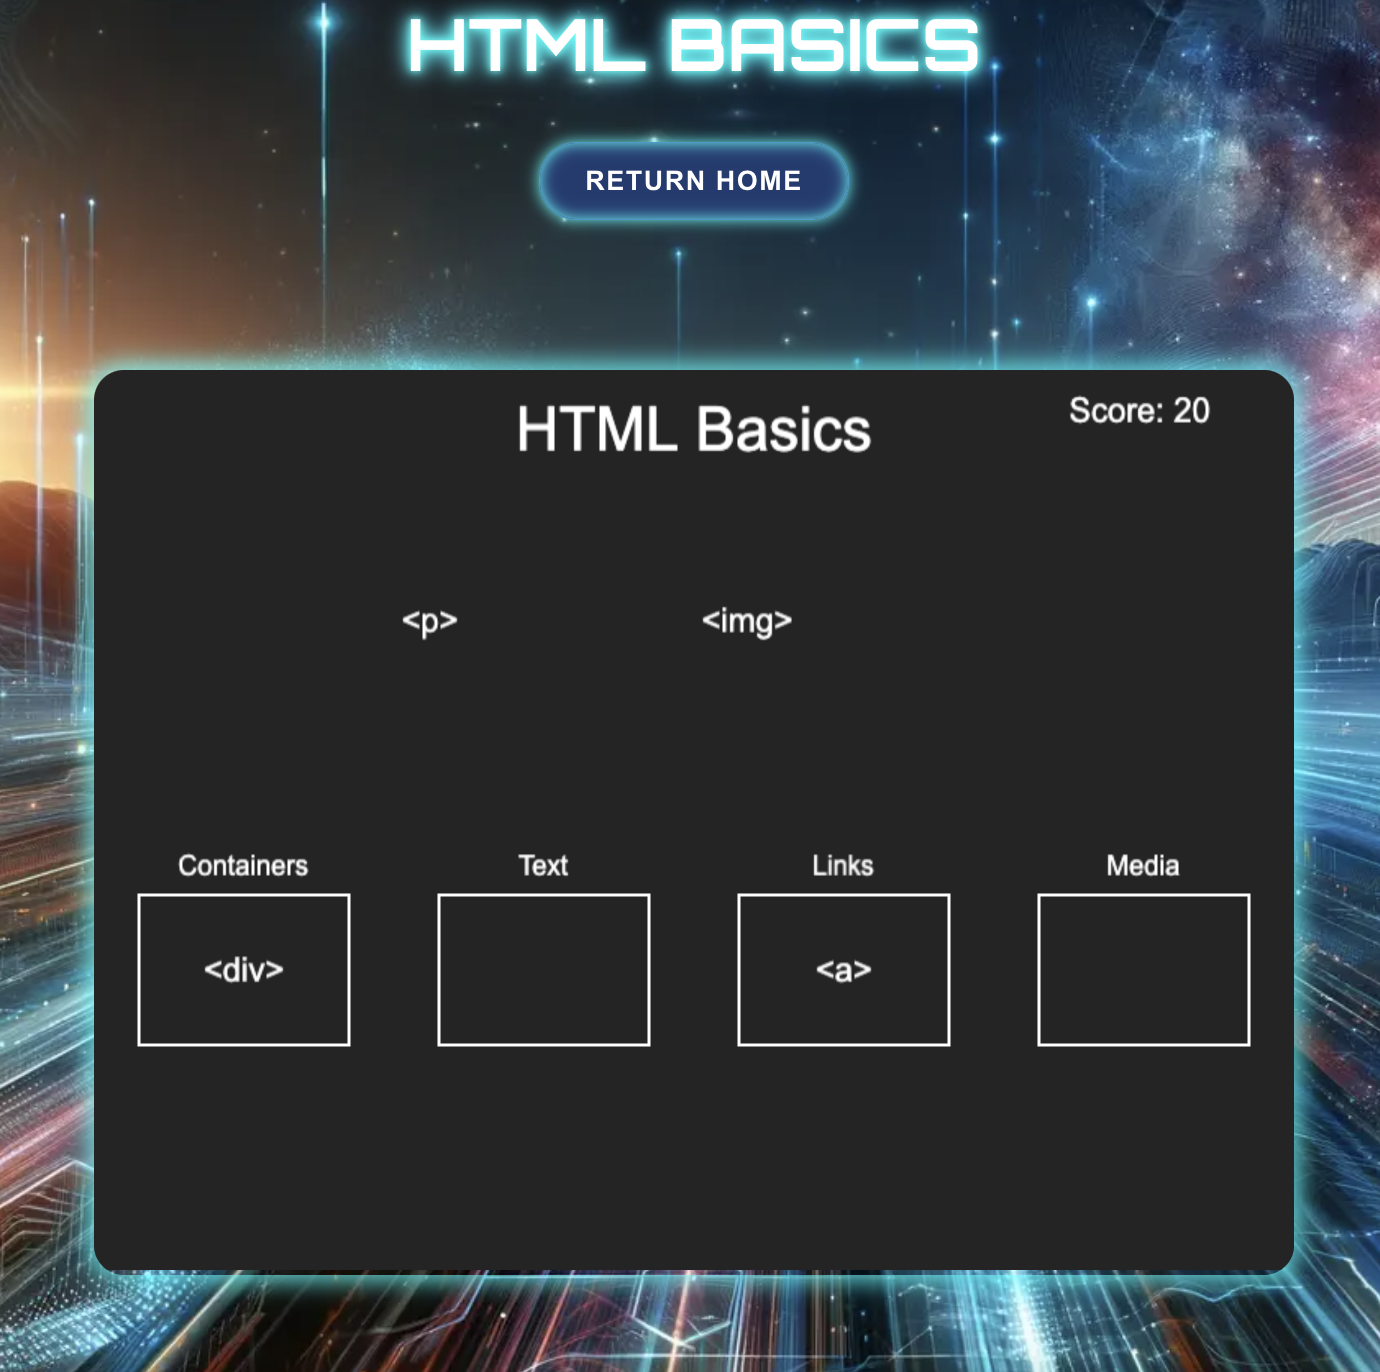 HTML BASICS
RETURN HOME
HTML Basics
Score: 20
<p> <img>
Containers Text Links Media
<div> <a>